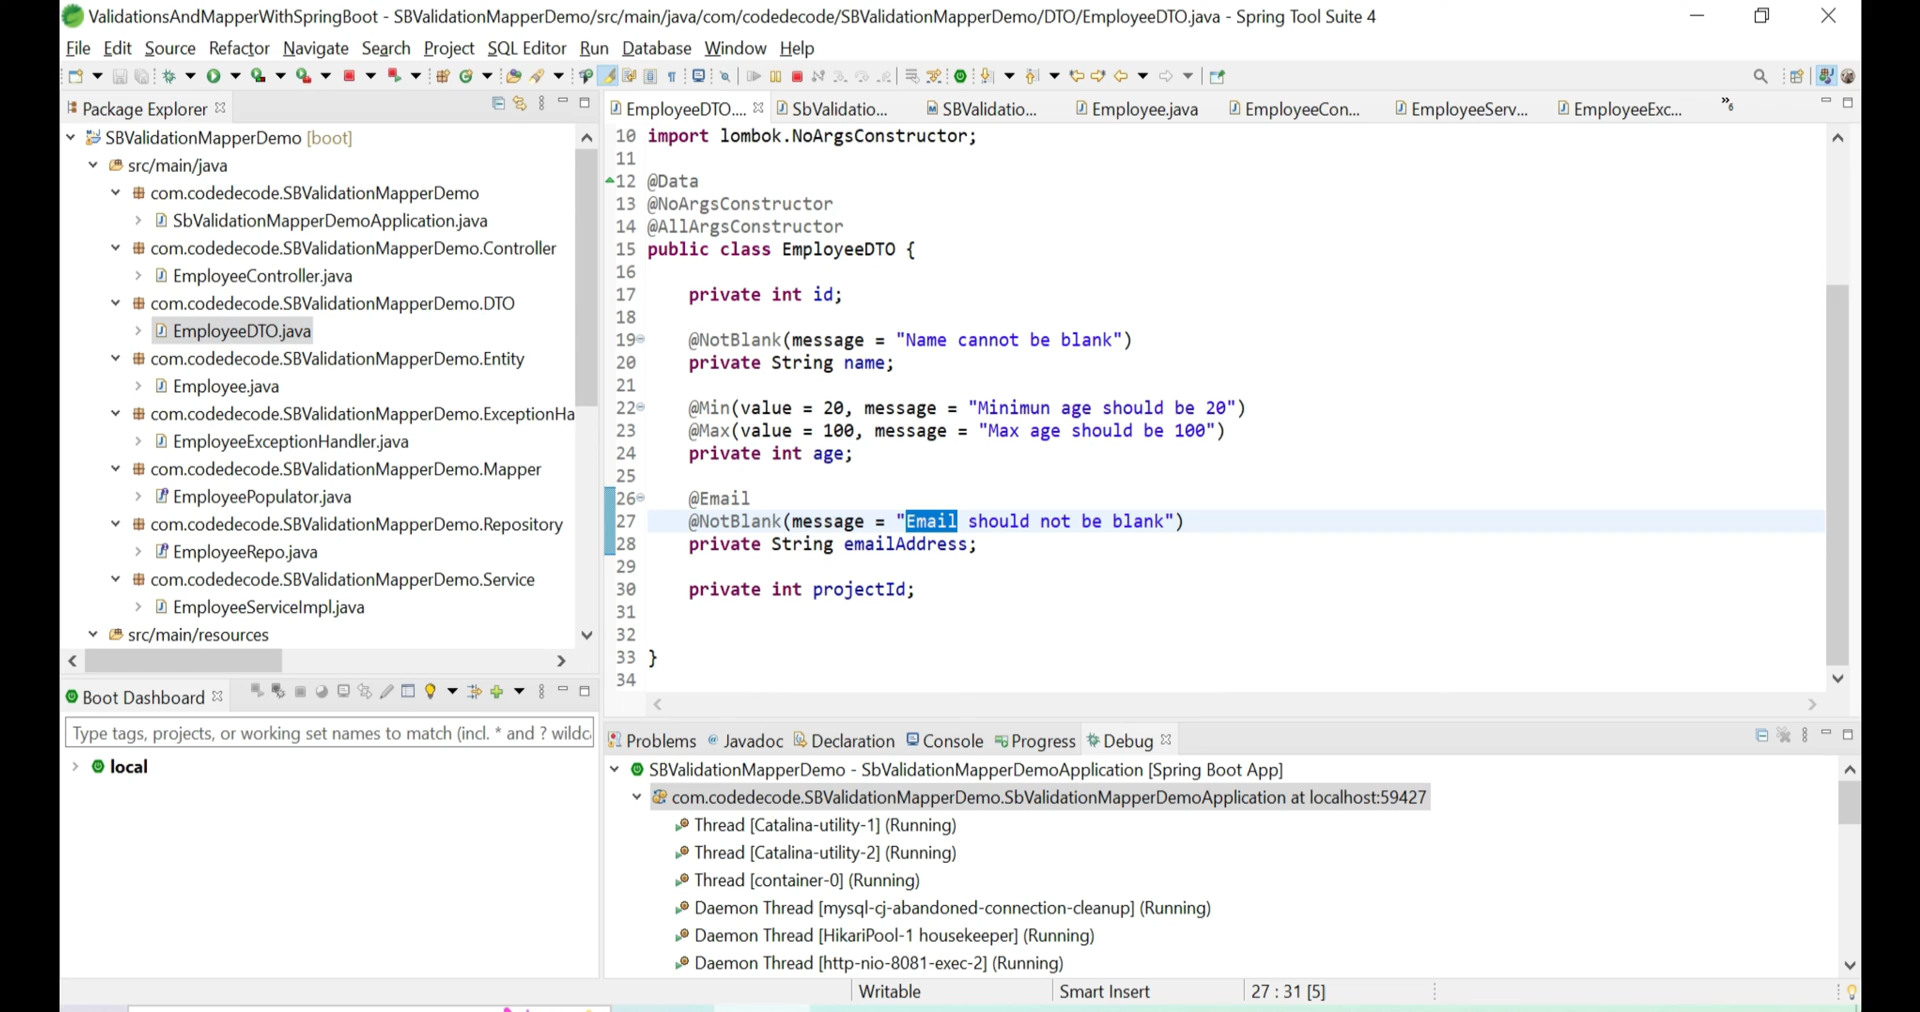 ValidationsAndMapperWithSpringBoot - SBValidationMapperDemo/src/main/java/com/codedecode/SBValidationMapperDemo/DTO/EmployeeDTO.java - Spring Tool Suite 4
File Edit Source Refactor Navigate Search Project SQL Editor Run Database Window Help
Package Explorer
SBValidationMapperDemo [boot]
src/main/java
com.codedecode.SBValidationMapperDemo
SbValidationMapperDemoApplication.java
com.codedecode.SBValidationMapperDemo.Controller
EmployeeController.java
com.codedecode.SBValidationMapperDemo.DTO
EmployeeDTO.java
com.codedecode.SBValidationMapperDemo.Entity
Employee.java
com.codedecode.SBValidationMapperDemo.ExceptionHa
EmployeeExceptionHandler.java
com.codedecode.SBValidationMapperDemo.Mapper
EmployeePopulator.java
com.codedecode.SBValidationMapperDemo.Repository
EmployeeRepo.java
com.codedecode.SBValidationMapperDemo.Service
EmployeeServiceImpl.java
src/main/resources
Boot Dashboard
Type tags, projects, or working set names to match (incl. * and ? wildc
local
EmployeeDTO.... SbValidatio... SBValidatio... Employee.java EmployeeCon... EmployeeServ... EmployeeExc... »6
10 import lombok.NoArgsConstructor;
11
12 @Data
13 @NoArgsConstructor
14 @AllArgsConstructor
15 public class EmployeeDTO {
16
17 private int id;
18
19 @NotBlank(message = "Name cannot be blank")
20 private String name;
21
22 @Min(value = 20, message = "Minimun age should be 20")
23 @Max(value = 100, message = "Max age should be 100")
24 private int age;
25
26 @Email
27 @NotBlank(message = "Email should not be blank")
28 private String emailAddress;
29
30 private int projectId;
31
32
33 }
34
Problems Javadoc Declaration Console Progress Debug
SBValidationMapperDemo - SbValidationMapperDemoApplication [Spring Boot App]
com.codedecode.SBValidationMapperDemo.SbValidationMapperDemoApplication at localhost:59427
Thread [Catalina-utility-1] (Running)
Thread [Catalina-utility-2] (Running)
Thread [container-0] (Running)
Daemon Thread [mysql-cj-abandoned-connection-cleanup] (Running)
Daemon Thread [HikariPool-1 housekeeper] (Running)
Daemon Thread [http-nio-8081-exec-2] (Running)
Writable Smart Insert 27 : 31 [5]